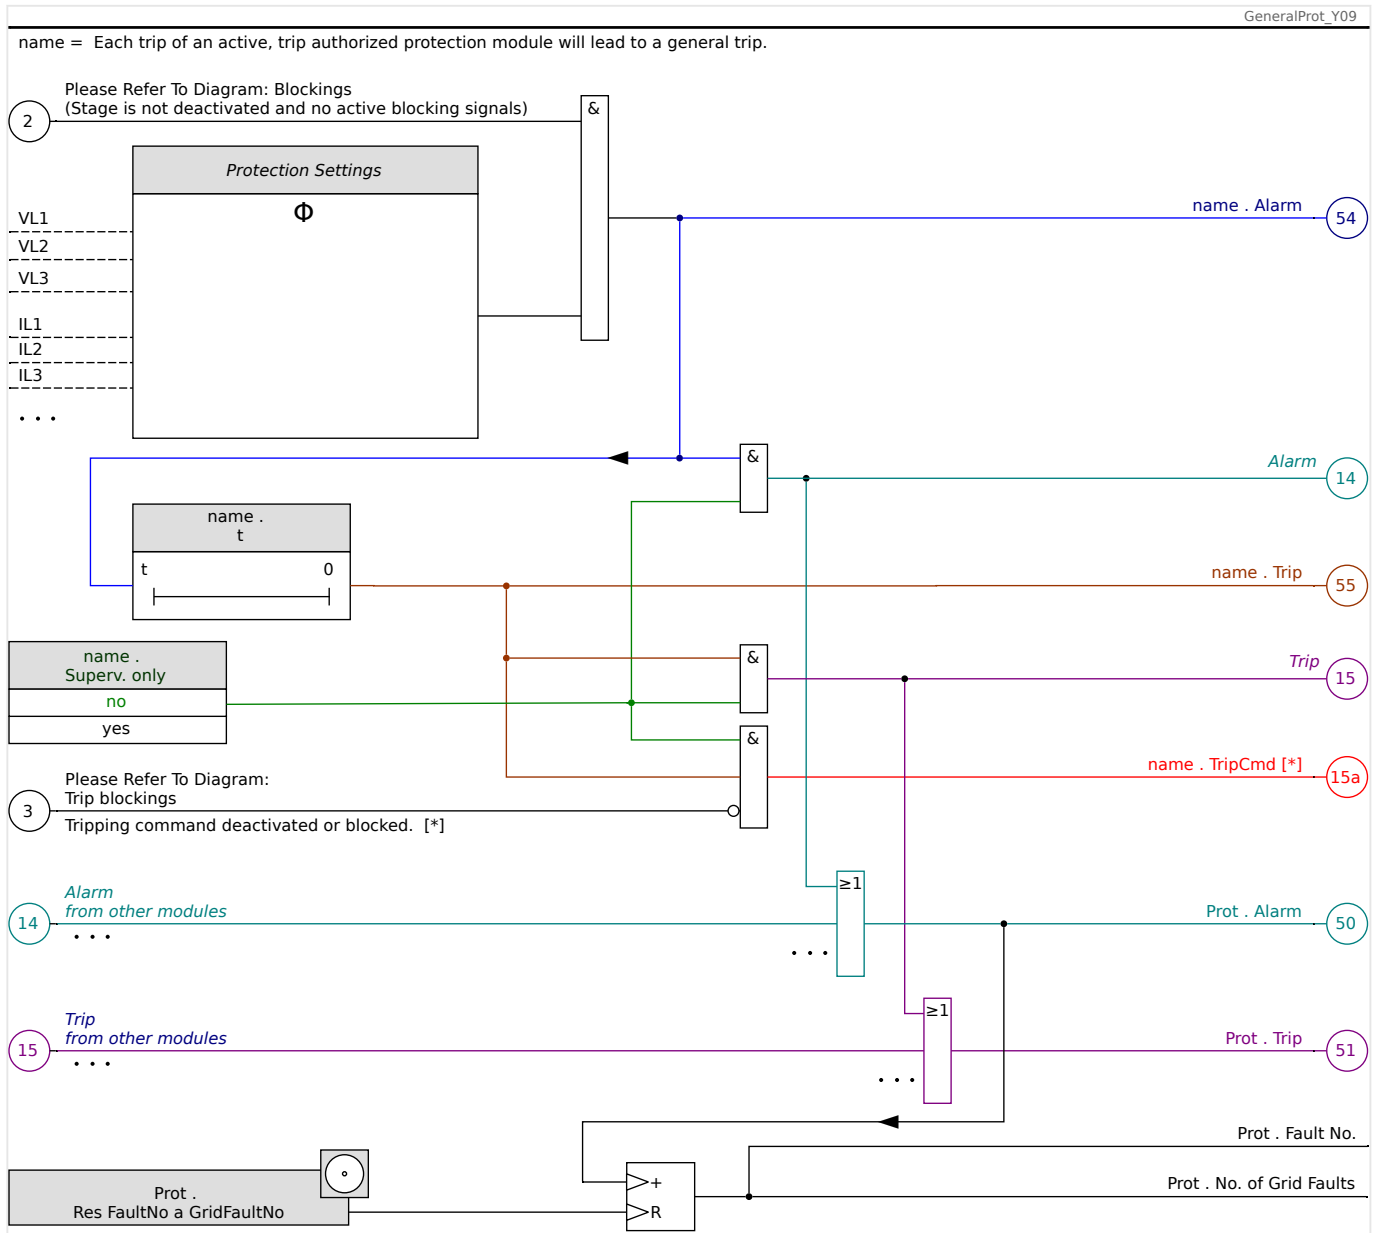 GeneralProt_Y09
name =  Each trip of an active, trip authorized protection module will lead to a general trip.
Please Refer To Diagram: Blockings
(Stage is not deactivated and no active blocking signals)
2
&
Protection Settings
Φ
VL1
VL2
VL3
IL1
IL2
IL3
. . .
name . Alarm
54
&
Alarm
14
name .
t
t
0
name . Trip
55
name .
Superv. only
no
yes
&
Trip
15
&
name . TripCmd [*]
15a
Please Refer To Diagram:
Trip blockings
3
Tripping command deactivated or blocked.  [*]
Alarm
from other modules
14
. . .
≥1
. . .
Prot . Alarm
50
Trip
from other modules
15
. . .
≥1
. . .
Prot . Trip
51
Prot . Fault No.
Prot . No. of Grid Faults
+
R
Prot .
Res FaultNo a GridFaultNo